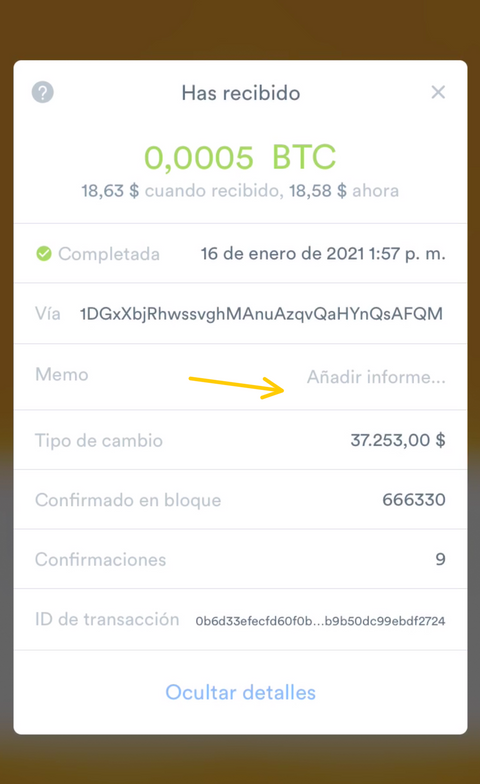 ?
Has recibido
0,0005 BTC
18,63 $ cuando recibido, 18,58 $ ahora
Completada 16 de enero de 2021 1:57 p. m.
Vía 1DGxXbjRhwssvghMAnuAzqvQaHYnQsAFQM
Memo Añadir informe...
Tipo de cambio 37.253,00 $
Confirmado en bloque 666330
Confirmaciones 9
ID de transacción 0b6d33efecfd60f0b...b9b50dc99ebdf2724
Ocultar detalles